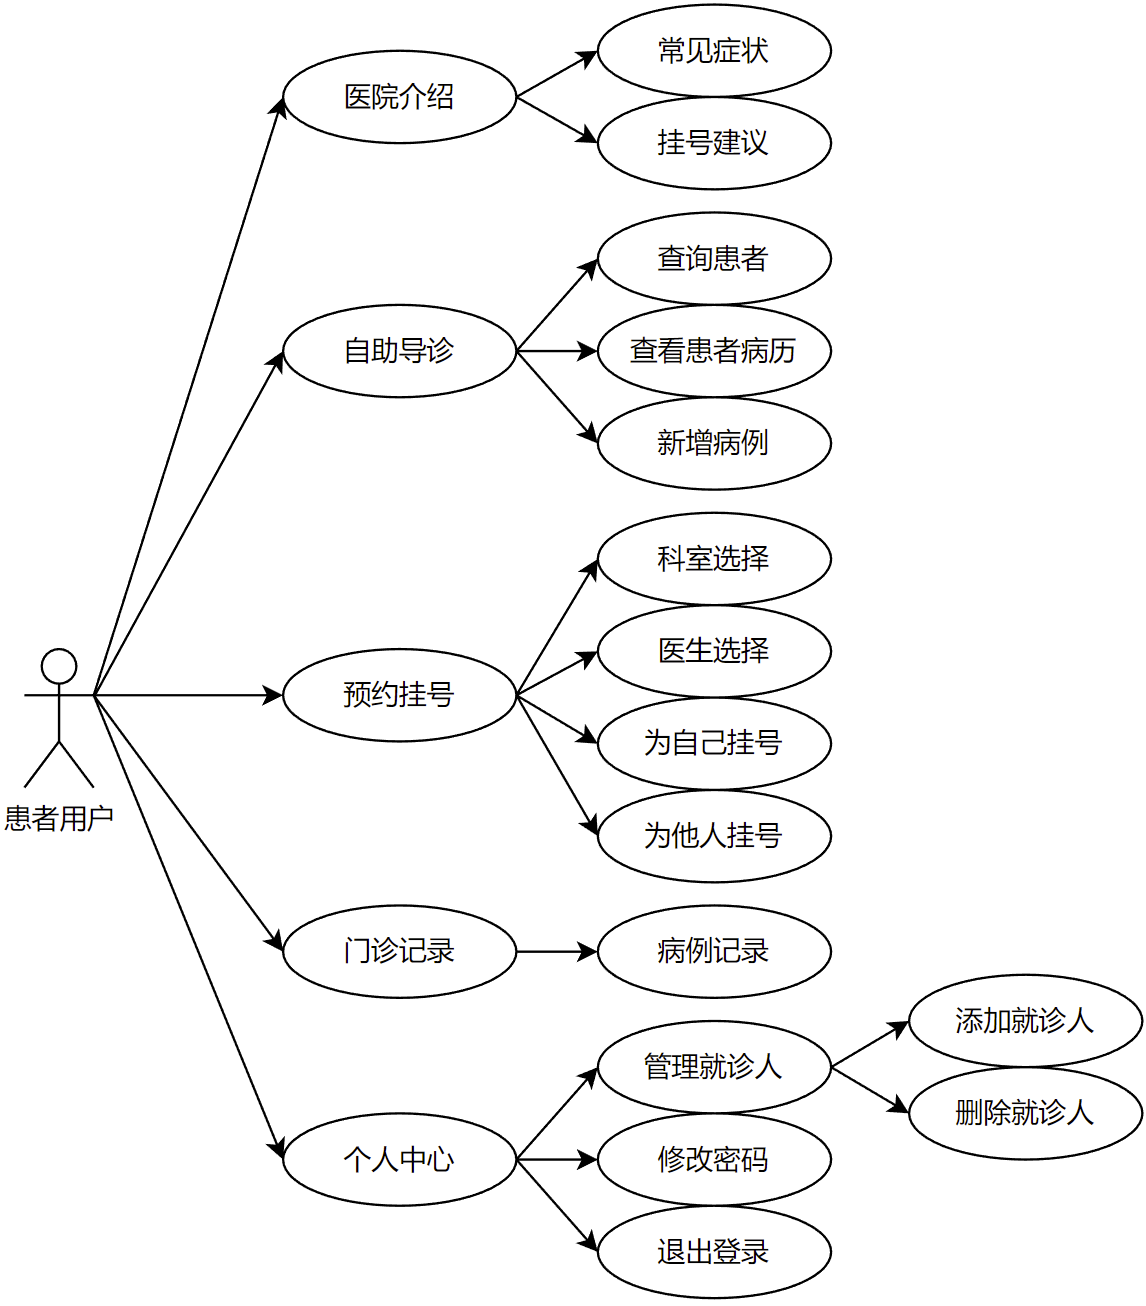 医院介绍
常见症状
挂号建议
自助导诊
查询患者
查看患者病历
新增病例
预约挂号
科室选择
医生选择
为自己挂号
为他人挂号
患者用户
门诊记录
病例记录
个人中心
管理就诊人
添加就诊人
删除就诊人
修改密码
退出登录